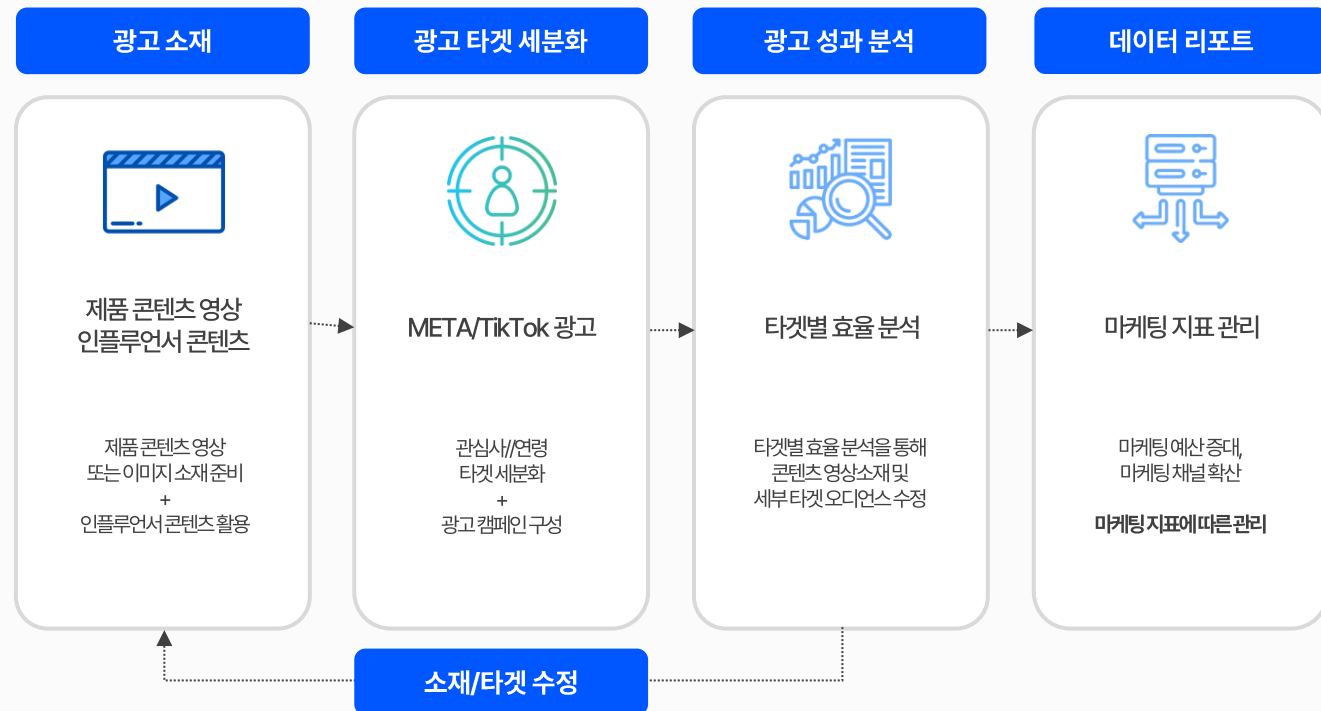 광고 소재
광고 타겟 세분화
광고 성과 분석
데이터 리포트
제품 콘텐츠 영상
인플루언서 콘텐츠
META/TikTok 광고
타겟별 효율 분석
마케팅 지표 관리
제품 콘텐츠 영상
또는 이미지 소재 준비
+
인플루언서 콘텐츠 활용
관심사//연령
타겟 세분화
+
광고 캠페인 구성
타겟별 효율 분석을 통해
콘텐츠 영상소재 및
세부 타겟 오디언스 수정
마케팅 예산 증대,
마케팅 채널 확산
마케팅 지표에 따른 관리
소재/타겟 수정